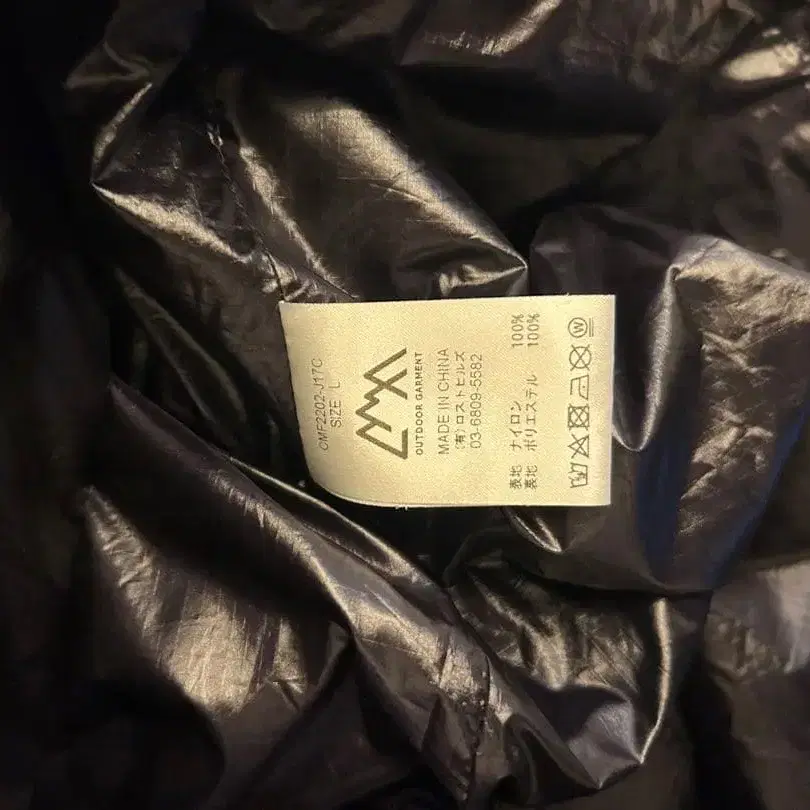 CMF2202-J17C
SIZE L
OUTDOOR GARMENT
MADE IN CHINA
(有)ロストヒルズ
03-6809-5582
表地 ナイロン 100%
裏地 ポリエステル 100%
W